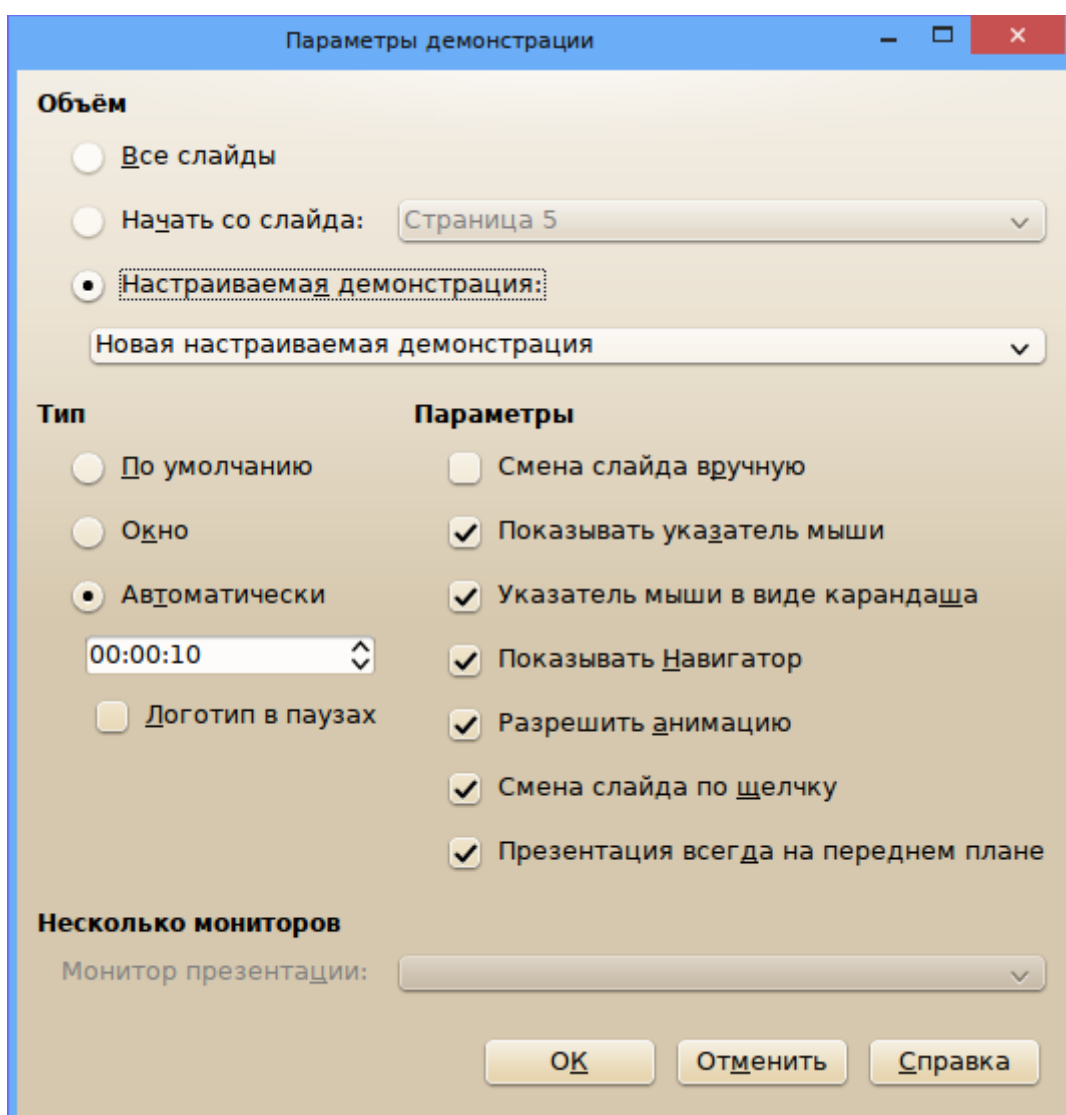 Параметры демонстрации
Объём
Все слайды
Начать со слайда: Страница 5
Настраиваемая демонстрация:
Новая настраиваемая демонстрация
Тип
По умолчанию
Окно
Автоматически
00:00:10
Логотип в паузах
Параметры
Смена слайда вручную
Показывать указатель мыши
Указатель мыши в виде карандаша
Показывать Навигатор
Разрешить анимацию
Смена слайда по щелчку
Презентация всегда на переднем плане
Несколько мониторов
Монитор презентации:
ОК Отменить Справка